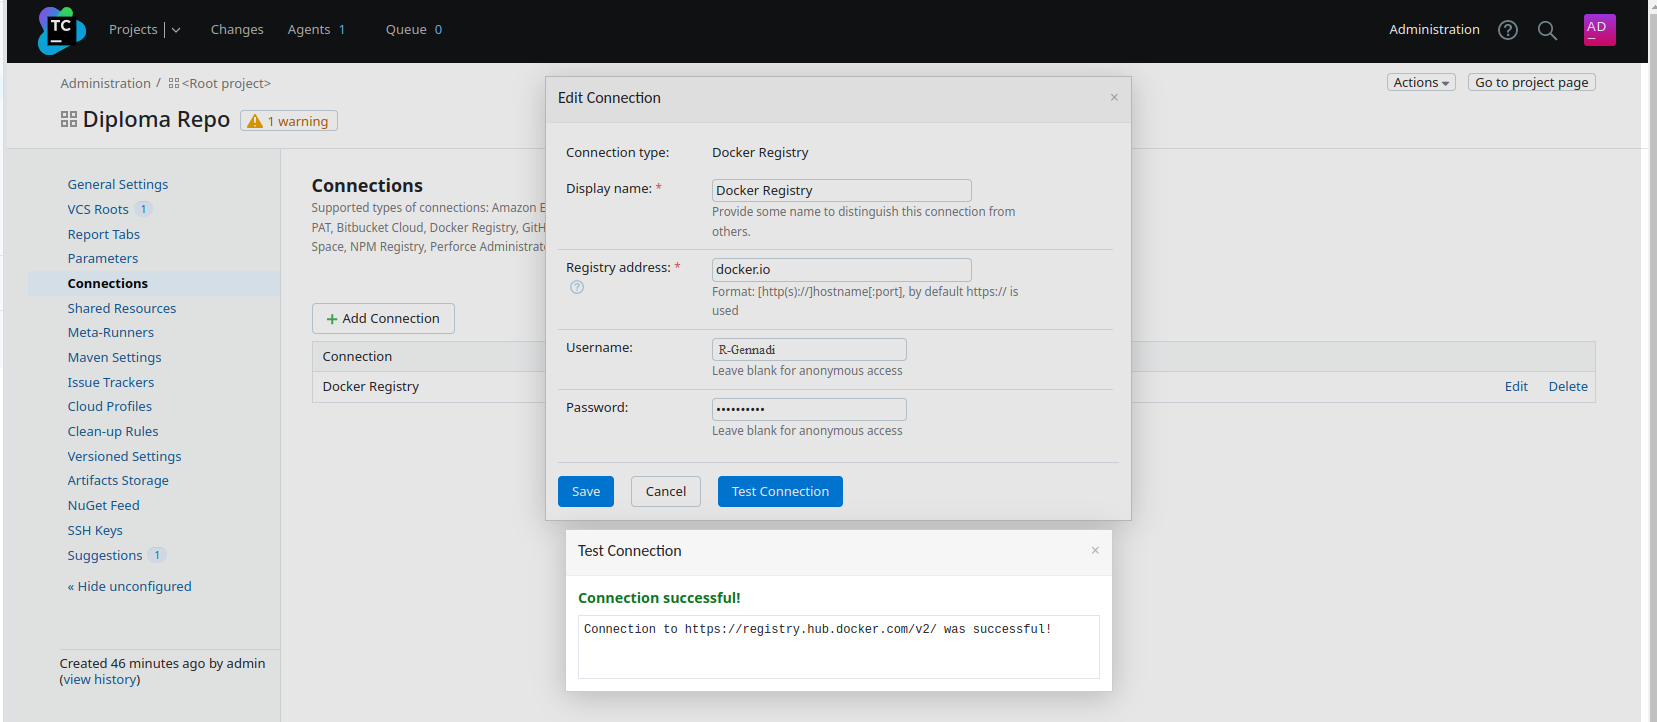 TC
Projects
Changes
Agents 1
Queue 0
Administration
AD
Administration / <Root project>
Actions
Go to project page
Diploma Repo
1 warning
General Settings
VCS Roots 1
Report Tabs
Parameters
Connections
Shared Resources
Meta-Runners
Maven Settings
Issue Trackers
Cloud Profiles
Clean-up Rules
Versioned Settings
Artifacts Storage
NuGet Feed
SSH Keys
Suggestions 1
« Hide unconfigured
Created 46 minutes ago by admin
(view history)
Connections
Supported types of connections: Amazon E
PAT, Bitbucket Cloud, Docker Registry, GitH
Space, NPM Registry, Perforce Administrato
+ Add Connection
Connection
Docker Registry
Edit Delete
Edit Connection ×
Connection type: Docker Registry
Display name: * Docker Registry
Provide some name to distinguish this connection from
others.
Registry address: * docker.io
?
Format: [http(s)://]hostname[:port], by default https:// is
used
Username: R-Gennadi
Leave blank for anonymous access
Password: ••••••••••
Leave blank for anonymous access
Save
Cancel
Test Connection
Test Connection ×
Connection successful!
Connection to https://registry.hub.docker.com/v2/ was successful!